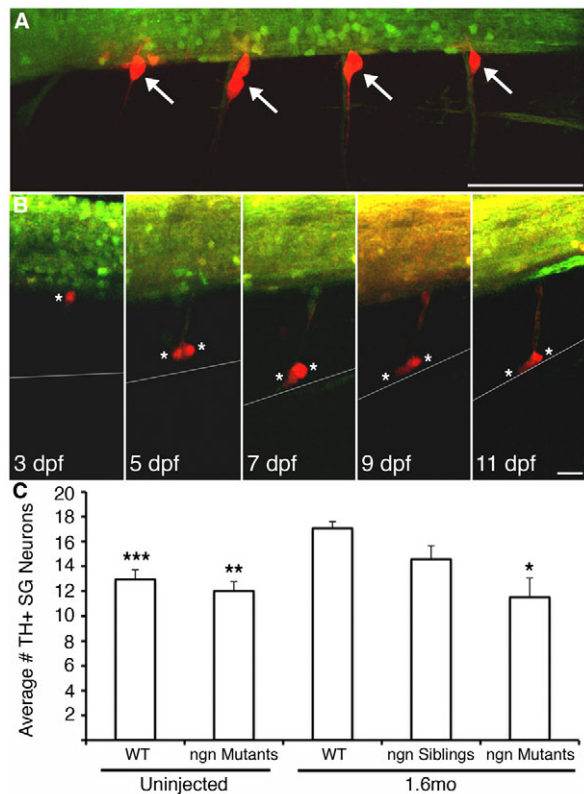 A
B
* * * * * * * * *
3 dpf 5 dpf 7 dpf 9 dpf 11 dpf
C
Average # TH+ SG Neurons
20
18
16
14
12
10
8
6
4
2
*** ** *
WT ngn Mutants WT ngn Siblings ngn Mutants
Uninjected 1.6mo